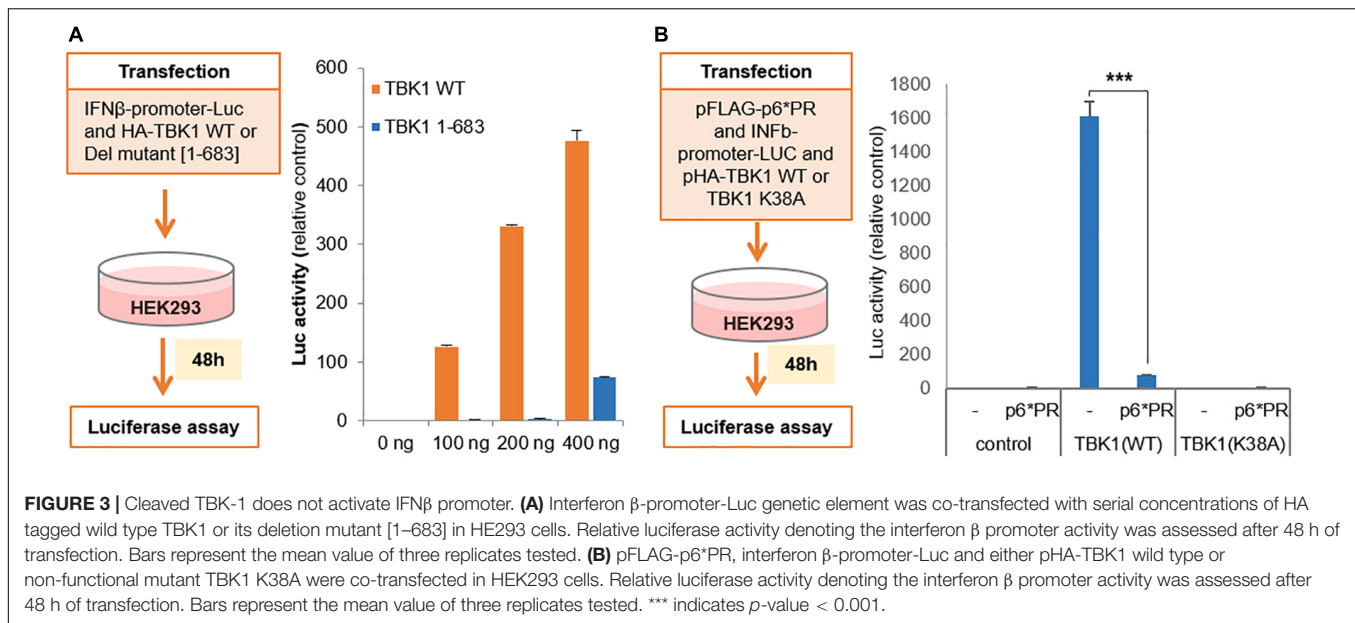 A
Transfection
IFNβ-promoter-Luc
and HA-TBK1 WT or
Del mutant [1-683]
HEK293
48h
Luciferase assay
Luc activity (relative control)
600
500
400
300
200
100
0
TBK1 WT
TBK1 1-683
0 ng
100 ng
200 ng
400 ng
B
Transfection
pFLAG-p6*PR
and INFb-
promoter-LUC and
pHA-TBK1 WT or
TBK1 K38A
HEK293
48h
Luciferase assay
Luc activity (relative control)
1800
1600
1400
1200
1000
800
600
400
200
0
***
- p6*PR - p6*PR - p6*PR
control TBK1(WT) TBK1(K38A)
FIGURE 3 | Cleaved TBK-1 does not activate IFNβ promoter. (A) Interferon β-promoter-Luc genetic element was co-transfected with serial concentrations of HA
tagged wild type TBK1 or its deletion mutant [1–683] in HE293 cells. Relative luciferase activity denoting the interferon β promoter activity was assessed after 48 h of
transfection. Bars represent the mean value of three replicates tested. (B) pFLAG-p6*PR, interferon β-promoter-Luc and either pHA-TBK1 wild type or
non-functional mutant TBK1 K38A were co-transfected in HEK293 cells. Relative luciferase activity denoting the interferon β promoter activity was assessed after
48 h of transfection. Bars represent the mean value of three replicates tested. *** indicates p-value < 0.001.